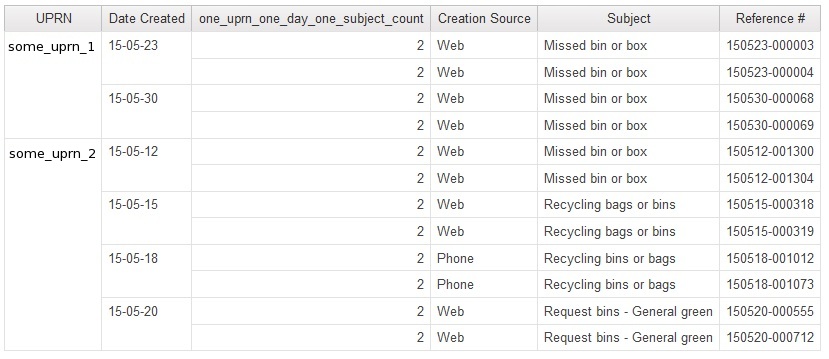 UPRN Date Created one_uprn_one_day_one_subject_count Creation Source Subject Reference #
some_uprn_1 15-05-23 2 Web Missed bin or box 150523-000003
2 Web Missed bin or box 150523-000004
15-05-30 2 Web Missed bin or box 150530-000068
2 Web Missed bin or box 150530-000069
some_uprn_2 15-05-12 2 Web Missed bin or box 150512-001300
2 Web Missed bin or box 150512-001304
15-05-15 2 Web Recycling bags or bins 150515-000318
2 Web Recycling bags or bins 150515-000319
15-05-18 2 Phone Recycling bins or bags 150518-001012
2 Phone Recycling bins or bags 150518-001073
15-05-20 2 Web Request bins - General green 150520-000555
2 Web Request bins - General green 150520-000712